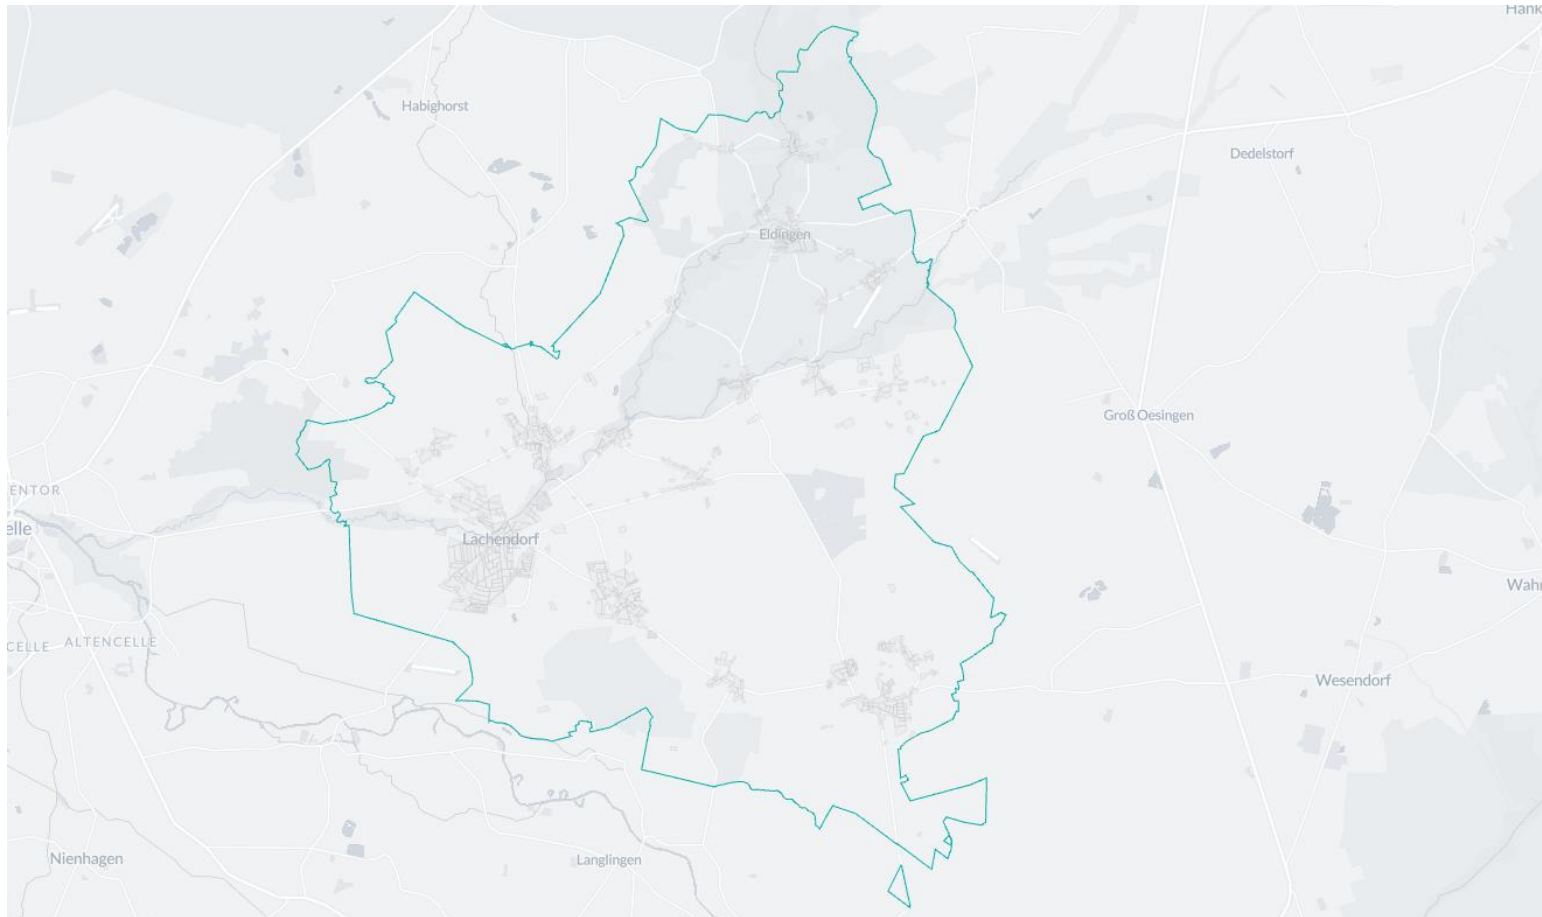 Hank
Habighorst
Dedelstorf
Eldingen
Groß Oesingen
ENTOR
elle
Lachendorf
Wahr
CELLE
ALTENCELLE
Wesendorf
Nienhagen
Langlingen